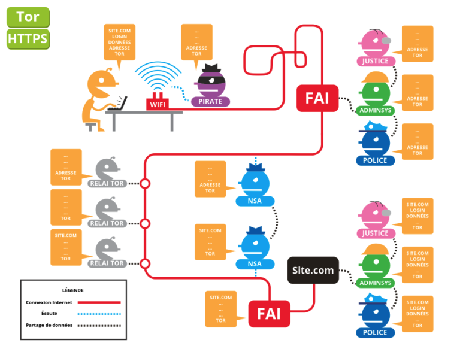 Tor
HTTPS
SITE.COM
LOGIN
DONNÉES
ADRESSE
TOR
...
...
...
ADRESSE
TOR
WIFI
PIRATE
FAI
JUSTICE
...
...
...
ADRESSE
TOR
ADMINSYS
...
...
...
ADRESSE
TOR
POLICE
...
...
...
ADRESSE
TOR
...
...
...
ADRESSE
TOR
RELAI TOR
...
...
...
...
TOR
RELAI TOR
SITE.COM
...
...
...
TOR
RELAI TOR
...
...
...
ADRESSE
TOR
NSA
SITE.COM
...
...
...
TOR
NSA
SITE.COM
LOGIN
DONNÉES
...
TOR
JUSTICE
SITE.COM
LOGIN
DONNÉES
...
TOR
ADMINSYS
SITE.COM
LOGIN
DONNÉES
...
TOR
POLICE
Site.com
SITE.COM
...
...
...
TOR
FAI
LÉGENDE
Connexion internet
Écoute
Partage de données